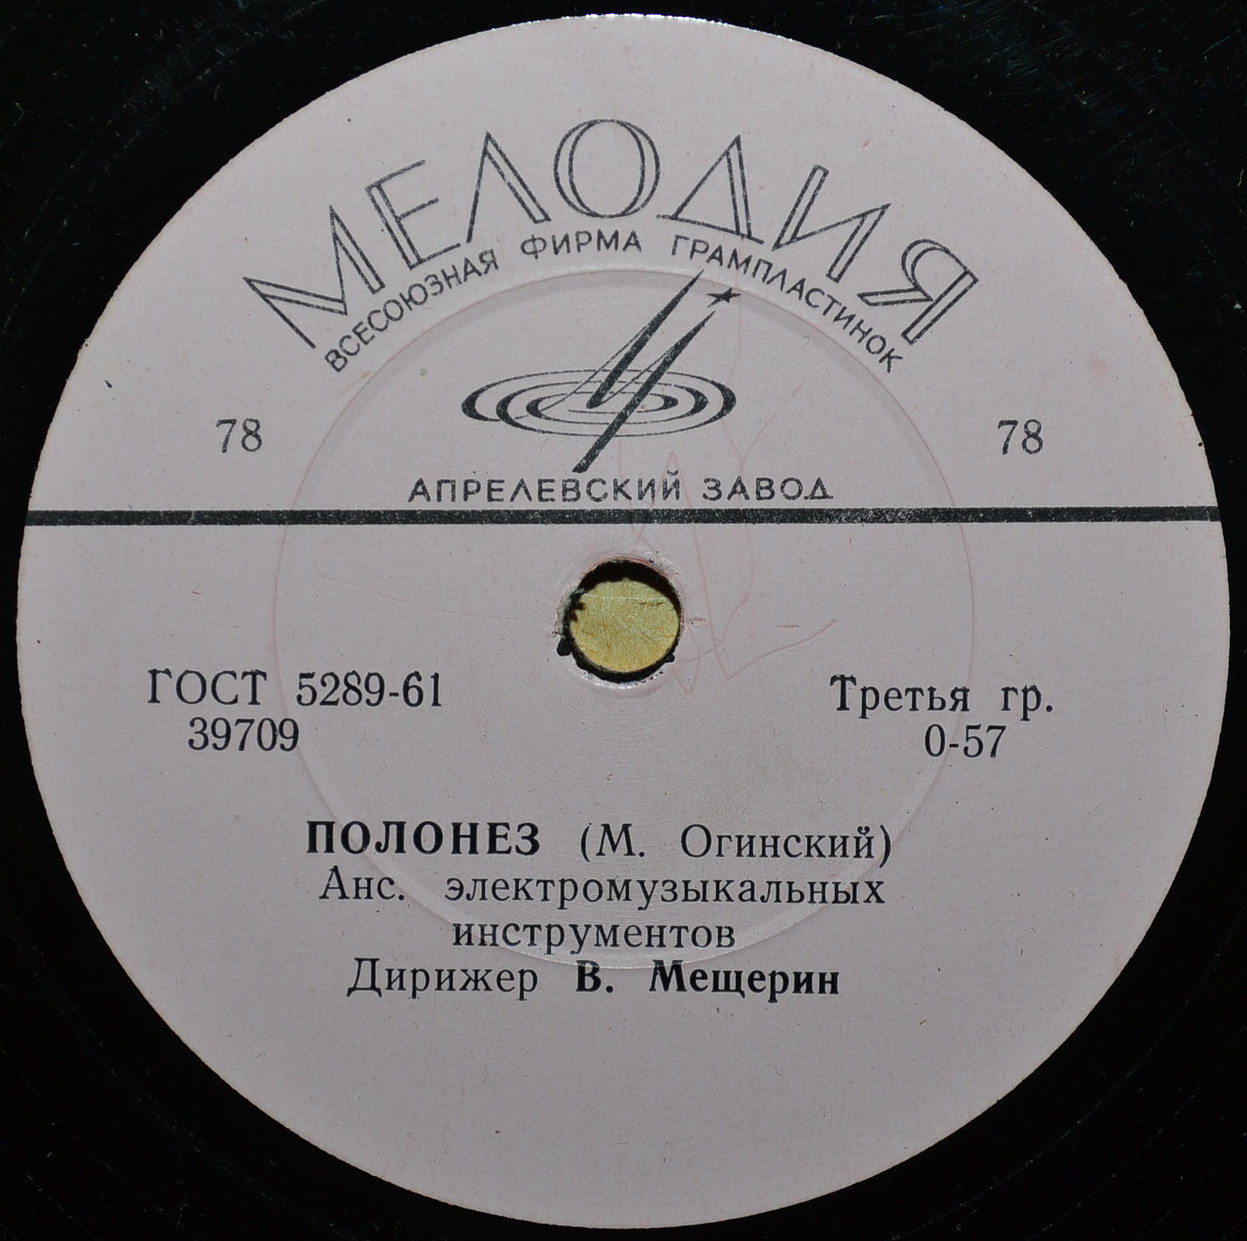 МЕЛОДИЯ
ВСЕСОЮЗНАЯ ФИРМА ГРАМПЛАСТИНОК
78 78
АПРЕЛЕВСКИЙ ЗАВОД
ГОСТ 5289-61 Третья гр.
39709 0-57
ПОЛОНЕЗ (М. Огинский)
Анс. электромузыкальных
инструментов
Дирижер В. Мещерин